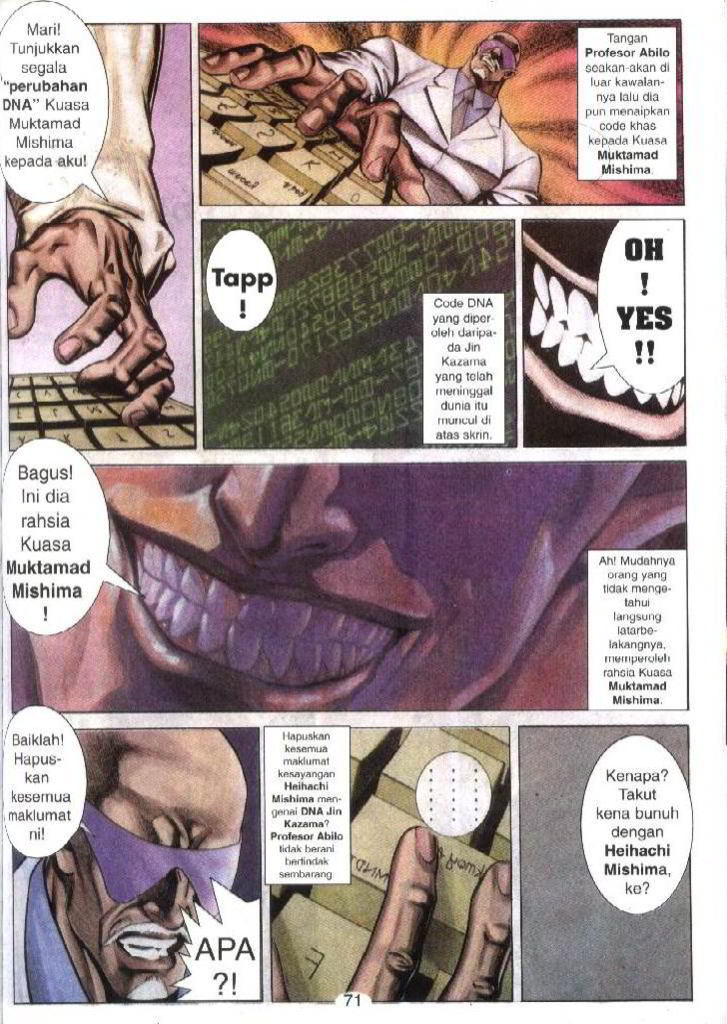 Mari!
Tunjukkan
segala
"perubahan
DNA" Kuasa
Muktamad
Mishima
kepada aku!
Tangan
Profesor Abilo
seakan-akan di
luar kawalan-
nya lalu dia
pun menaipkan
code khas
kepada Kuasa
Muktamad
Mishima.
Tapp
!
Code DNA
yang diper-
oleh daripa-
da Jin
Kazama
yang telah
meninggal
dunia itu
muncul di
atas skrin.
OH
!
YES
!!
Bagus!
Ini dia
rahsia
Kuasa
Muktamad
Mishima
!
Ah! Mudahnya
orang yang
tidak menge-
tahui
langsung
latarbe-
lakangnya,
memperoleh
rahsia Kuasa
Muktamad
Mishima.
Baiklah!
Hapus-
kan
kesemua
maklumat
ni!
APA
?!
Hapuskan
kesemua
maklumat
kesayangan
Heihachi
Mishima men-
genai DNA Jin
Kazama?
Profesor Abilo
tidak berani
bertindak
sembarang.
Kenapa?
Takut
kena bunuh
dengan
Heihachi
Mishima,
ke?
71